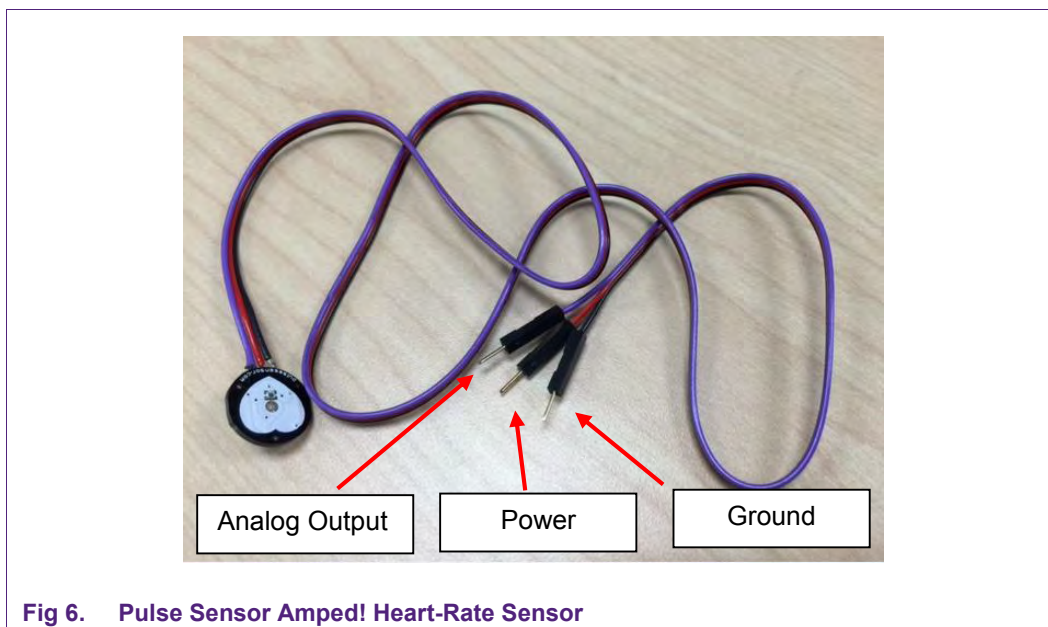 Analog Output
Power
Ground
Fig 6. Pulse Sensor Amped! Heart-Rate Sensor